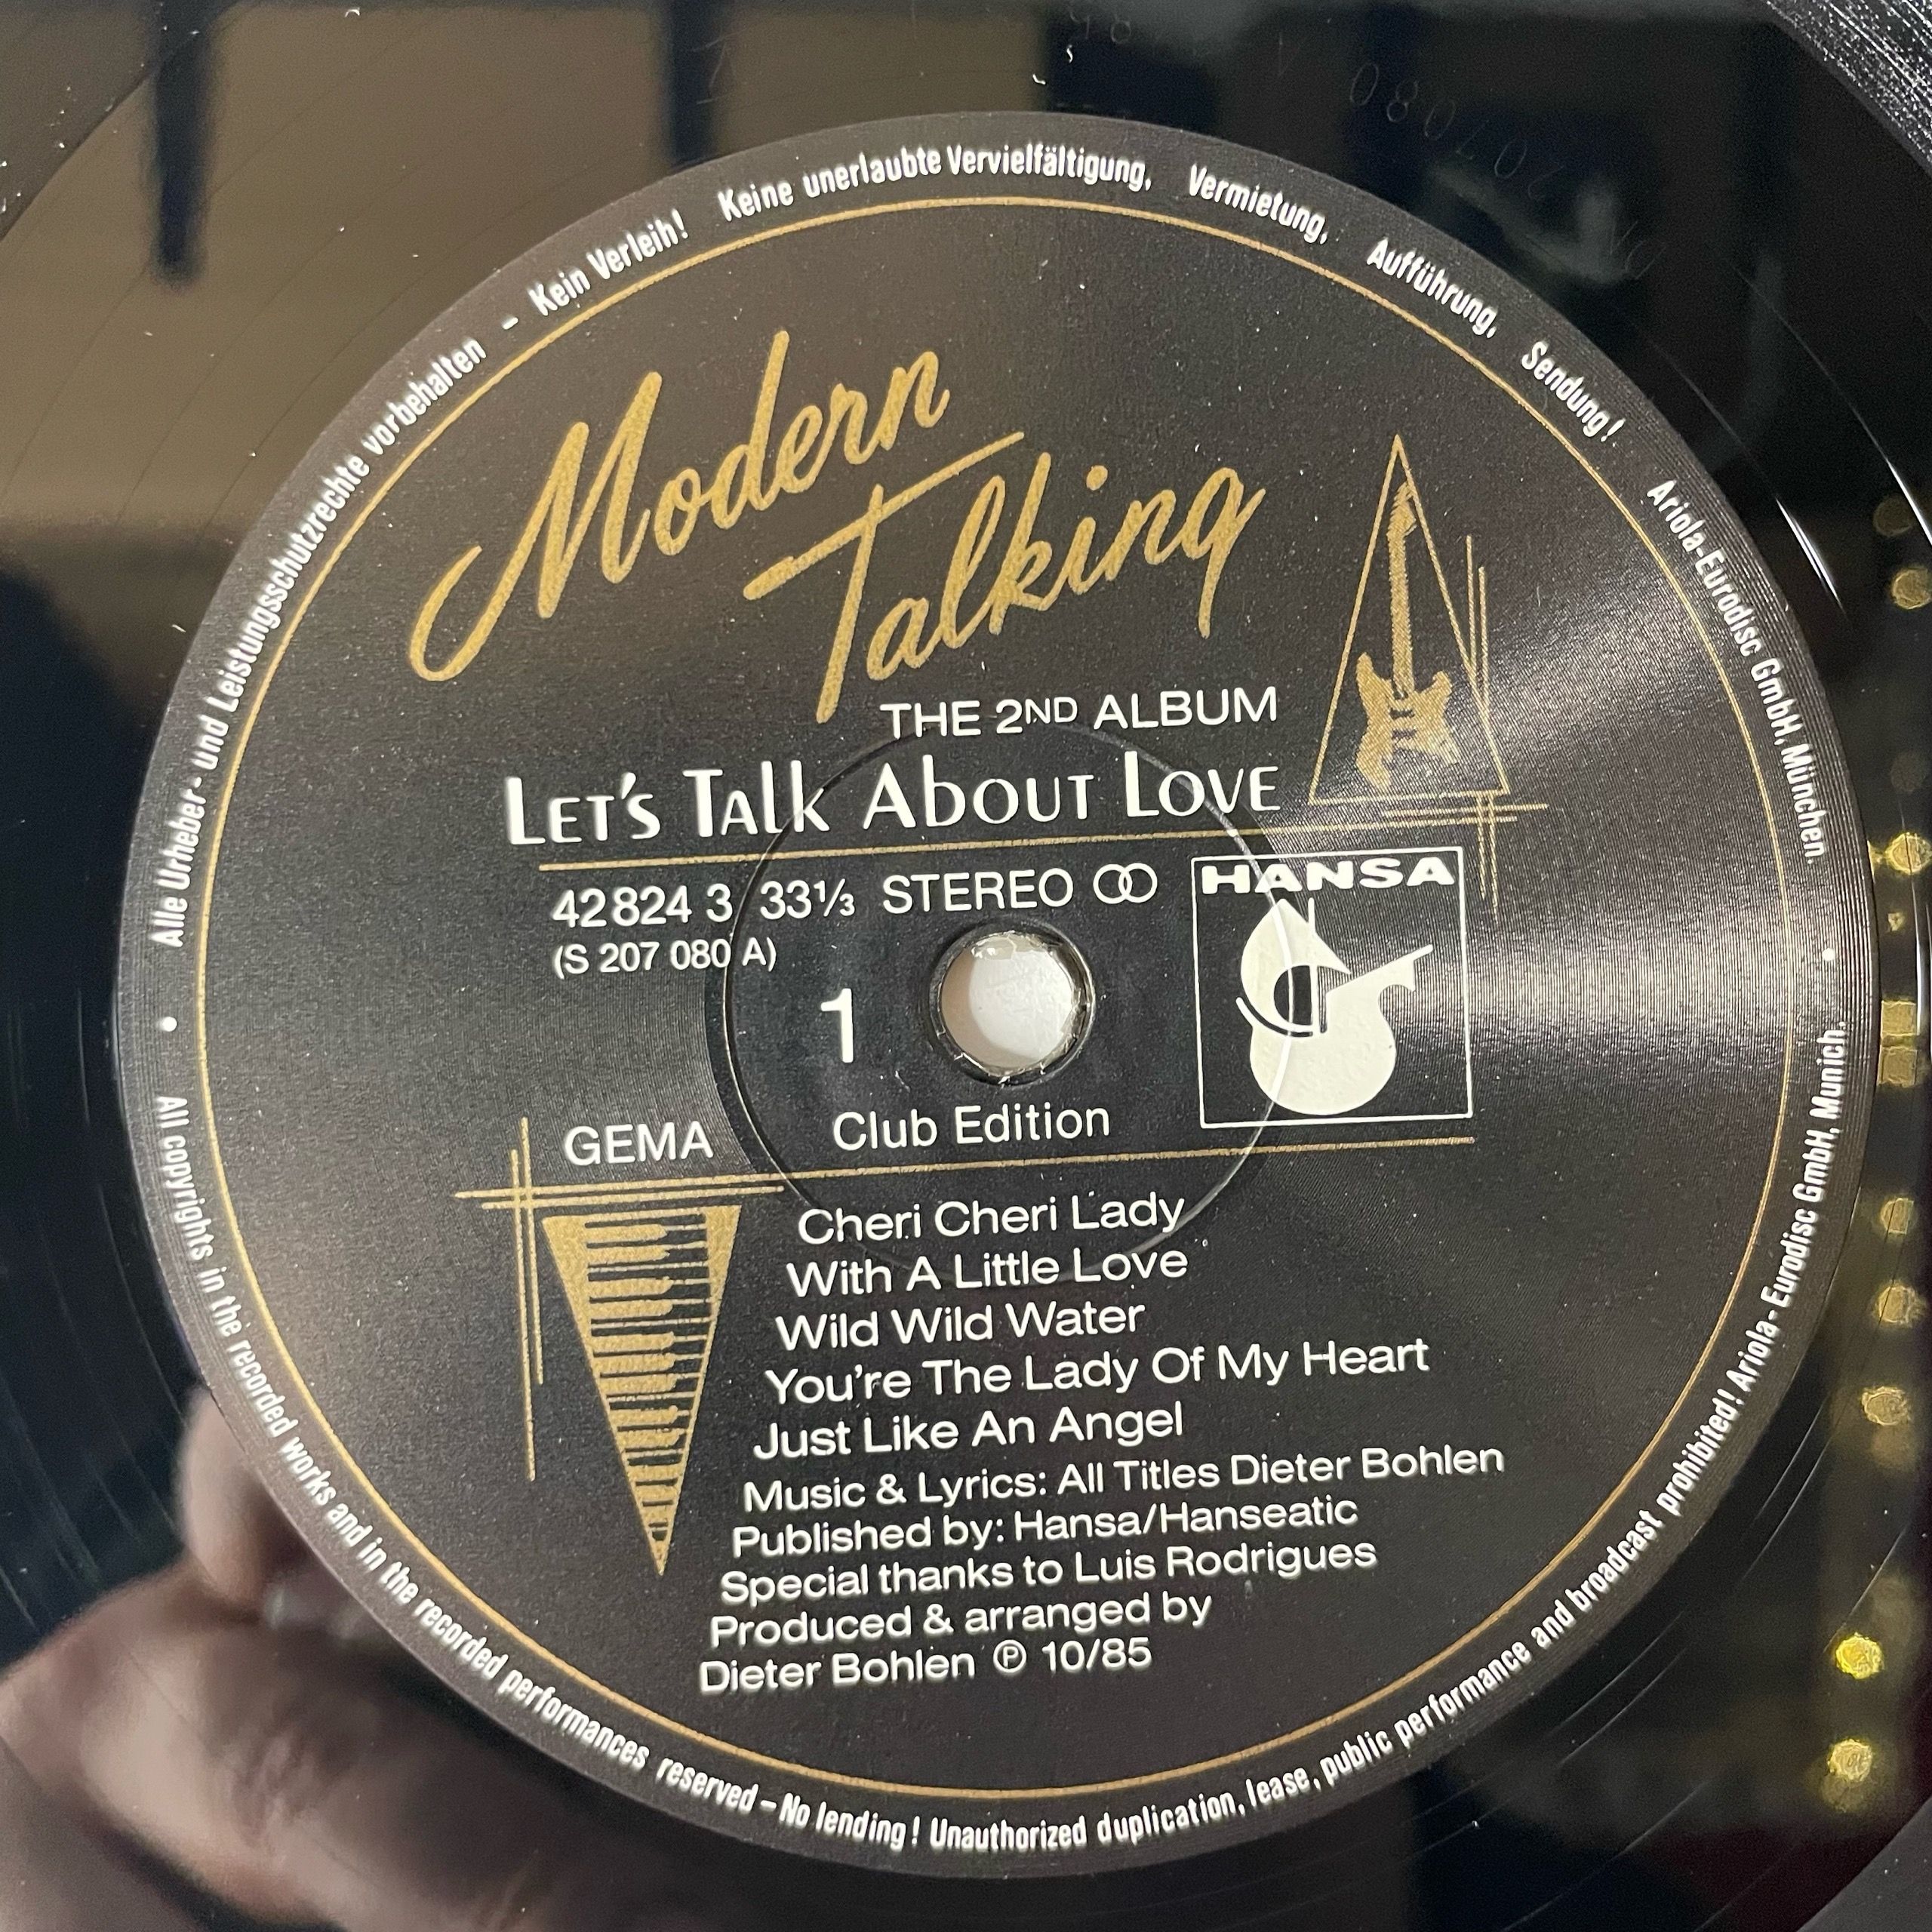 Alle Urheber- und Leistungsschutzrechte vorbehalten – Kein Verleih! Keine unerlaubte Vervielfältigung, Vermietung, Aufführung, Sendung! Ariola-Eurodisc GmbH, München.
Modern
Talking
THE 2ND ALBUM
LET'S TALK ABOUT LOVE
42 824 3 33⅓ STEREO
(S 207 080 A)
HANSA
1
GEMA
Club Edition
Cheri Cheri Lady
With A Little Love
Wild Wild Water
You're The Lady Of My Heart
Just Like An Angel
Music & Lyrics: All Titles Dieter Bohlen
Published by: Hansa/Hanseatic
Special thanks to Luis Rodrigues
Produced & arranged by
Dieter Bohlen ℗ 10/85
All copyrights in the recorded works and in the recorded performances reserved – No lending! Unauthorized duplication, lease, public performance and broadcast prohibited! Ariola-Eurodisc GmbH, Munich.